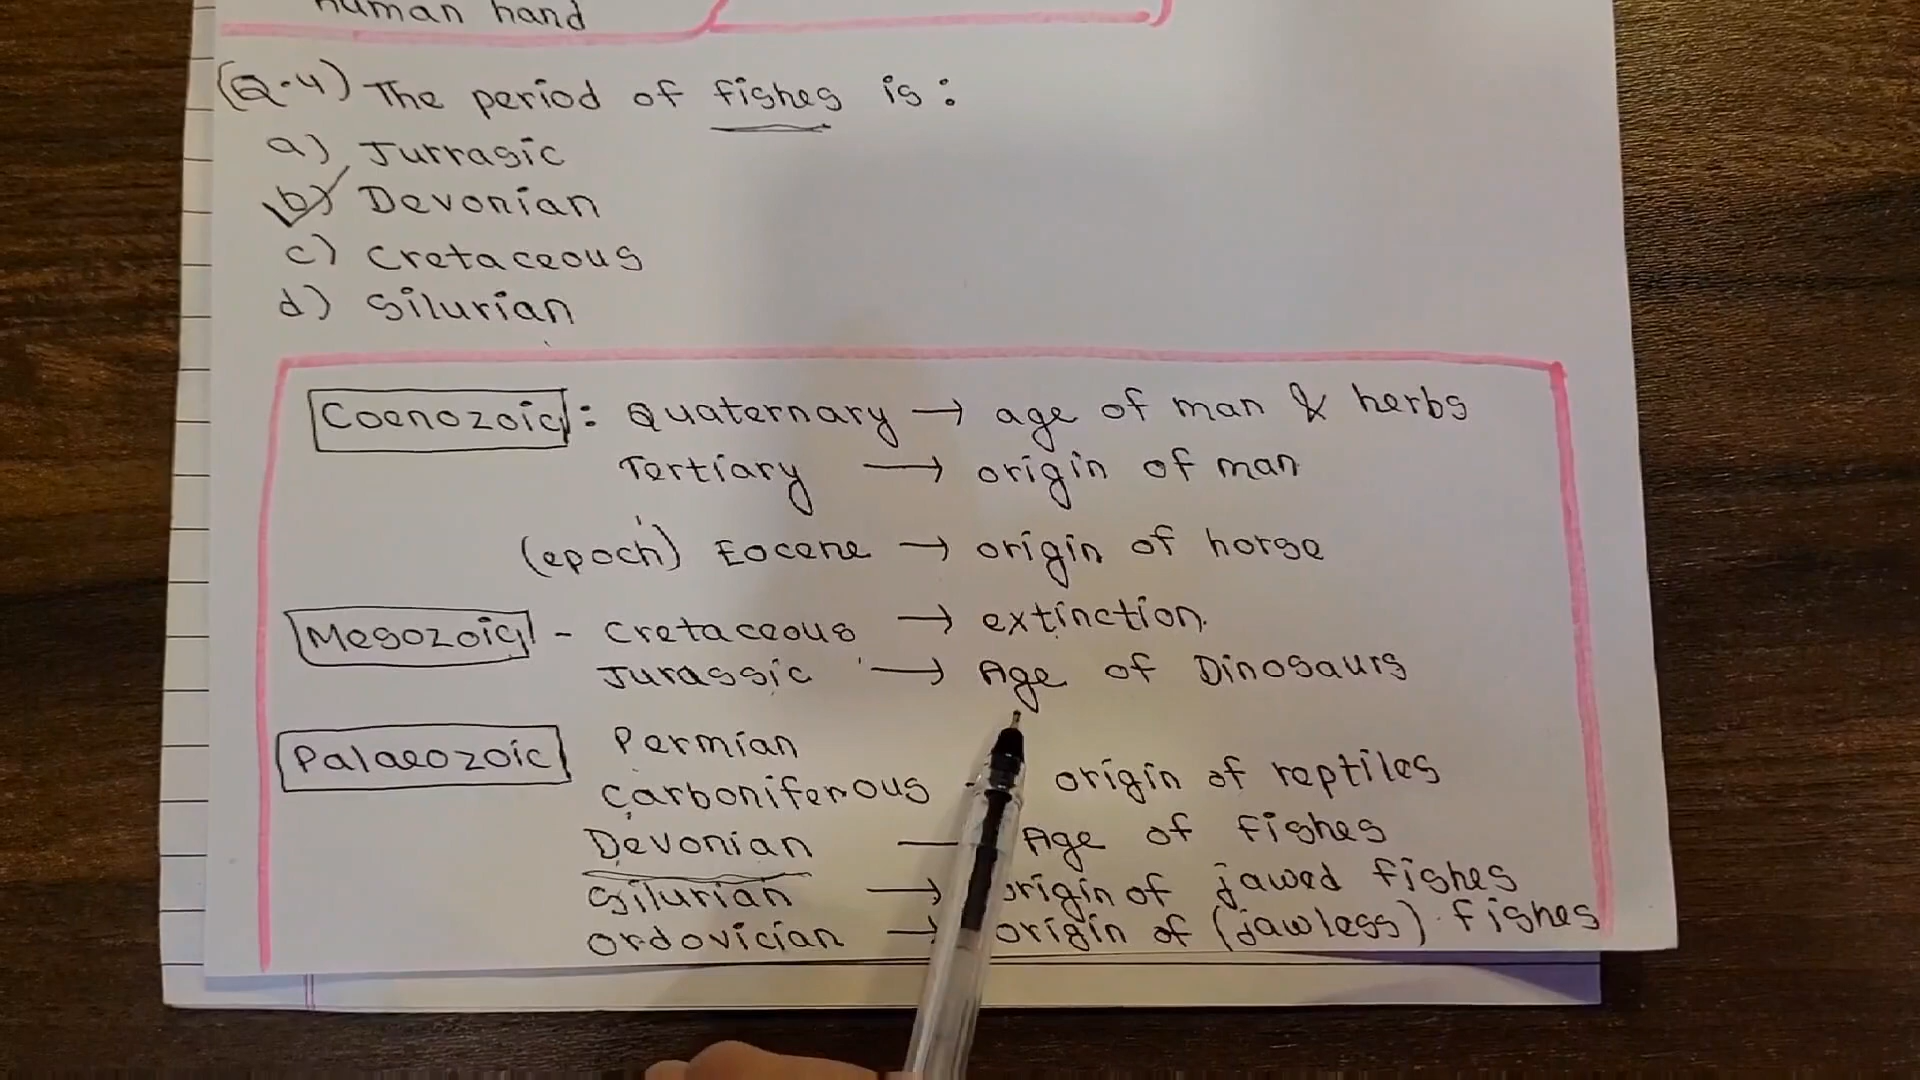 human hand
(Q.4) The period of fishes is:
a) Jurrasic
b) Devonian
c) Cretaceous
d) Silurian
Coenozoic : Quaternary → age of man & herbs
Tertiary → origin of man
(epoch) Eocene → origin of horse
Mesozoic - Cretaceous → extinction.
Jurassic → Age of Dinosaurs
Palaeozoic Permian
Carboniferous origin of reptiles
Devonian — Age of Fishes
Silurian → origin of jawed fishes
Ordovician → origin of (jawless) fishes